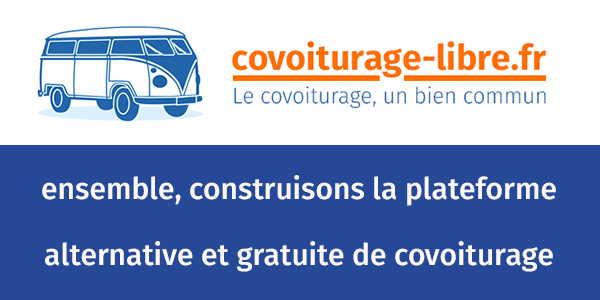 covoiturage-libre.fr
Le covoiturage, un bien commun
ensemble, construisons la plateforme
alternative et gratuite de covoiturage